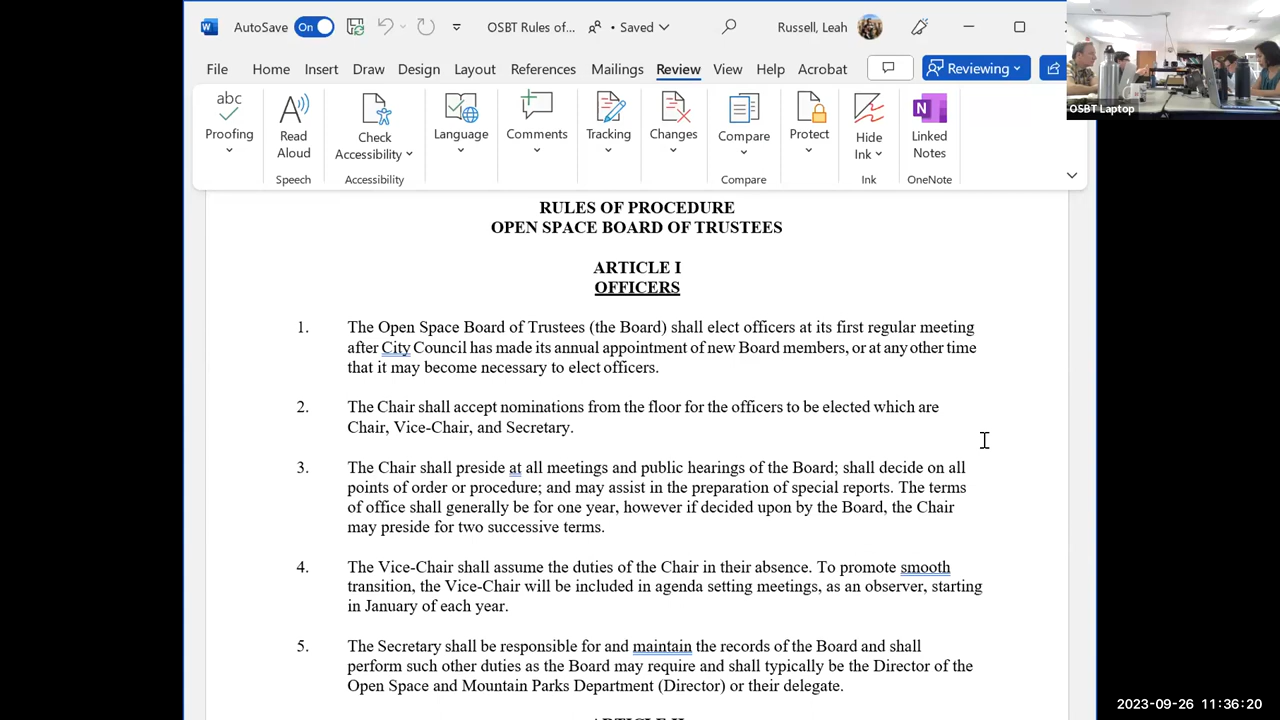 AutoSave On OSBT Rules of... • Saved Russell, Leah
File Home Insert Draw Design Layout References Mailings Review View Help Acrobat Reviewing
abc
Proofing
A
Read Aloud
Speech
Check Accessibility
Accessibility
Language
Comments
Tracking
Changes
Compare
Compare
Protect
Hide Ink
Ink
N
Linked Notes
OneNote
OSBT Laptop
RULES OF PROCEDURE
OPEN SPACE BOARD OF TRUSTEES
ARTICLE I
OFFICERS
1. The Open Space Board of Trustees (the Board) shall elect officers at its first regular meeting
after City Council has made its annual appointment of new Board members, or at any other time
that it may become necessary to elect officers.
2. The Chair shall accept nominations from the floor for the officers to be elected which are
Chair, Vice-Chair, and Secretary.
3. The Chair shall preside at all meetings and public hearings of the Board; shall decide on all
points of order or procedure; and may assist in the preparation of special reports. The terms
of office shall generally be for one year, however if decided upon by the Board, the Chair
may preside for two successive terms.
4. The Vice-Chair shall assume the duties of the Chair in their absence. To promote smooth
transition, the Vice-Chair will be included in agenda setting meetings, as an observer, starting
in January of each year.
5. The Secretary shall be responsible for and maintain the records of the Board and shall
perform such other duties as the Board may require and shall typically be the Director of the
Open Space and Mountain Parks Department (Director) or their delegate.
2023-09-26 11:36:20